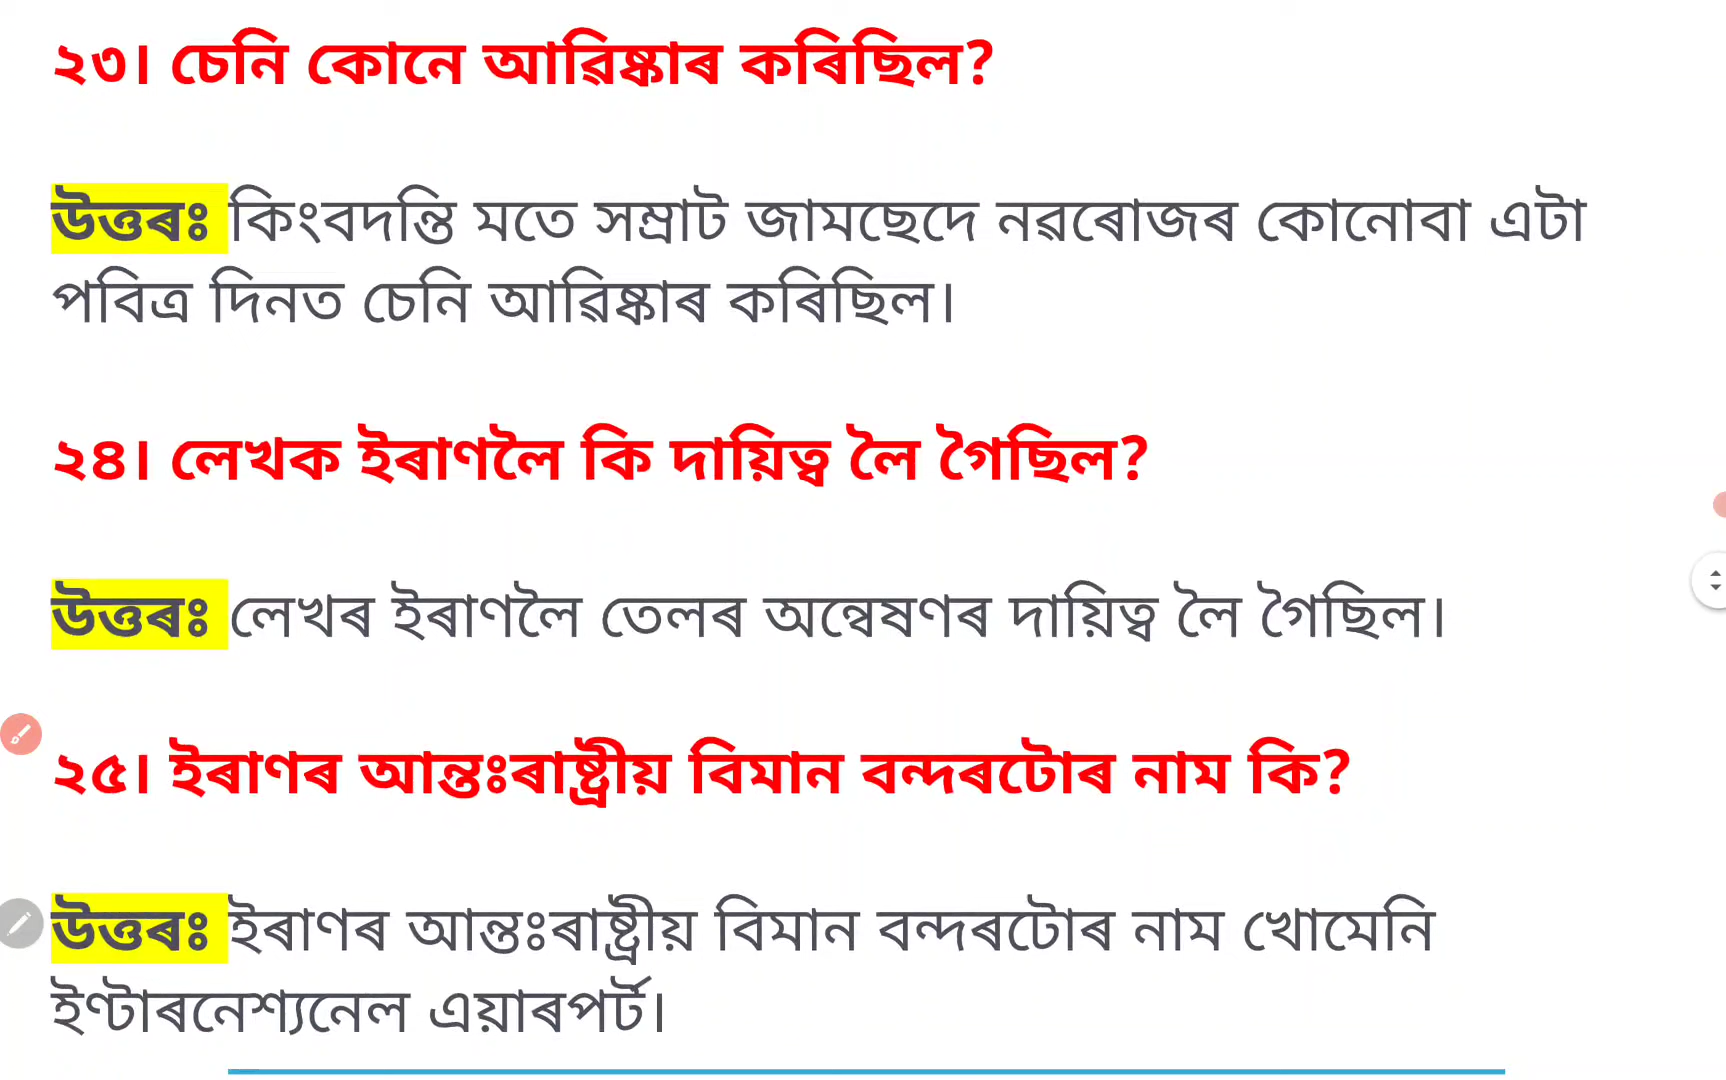 ২৩। চেনি কোনে আৱিষ্কাৰ কৰিছিল?
উত্তৰঃ কিংবদন্তি মতে সম্ৰাট জামছেদে নৱৰোজৰ কোনোবা এটা
পবিত্ৰ দিনত চেনি আৱিষ্কাৰ কৰিছিল।
২৪। লেখক ইৰাণলৈ কি দায়িত্ব লৈ গৈছিল?
উত্তৰঃ লেখৰ ইৰাণলৈ তেলৰ অন্বেষণৰ দায়িত্ব লৈ গৈছিল।
২৫। ইৰাণৰ আন্তঃৰাষ্ট্ৰীয় বিমান বন্দৰটোৰ নাম কি?
উত্তৰঃ ইৰাণৰ আন্তঃৰাষ্ট্ৰীয় বিমান বন্দৰটোৰ নাম খোমেনি
ইণ্টাৰনেশ্যনেল এয়াৰপৰ্ট।